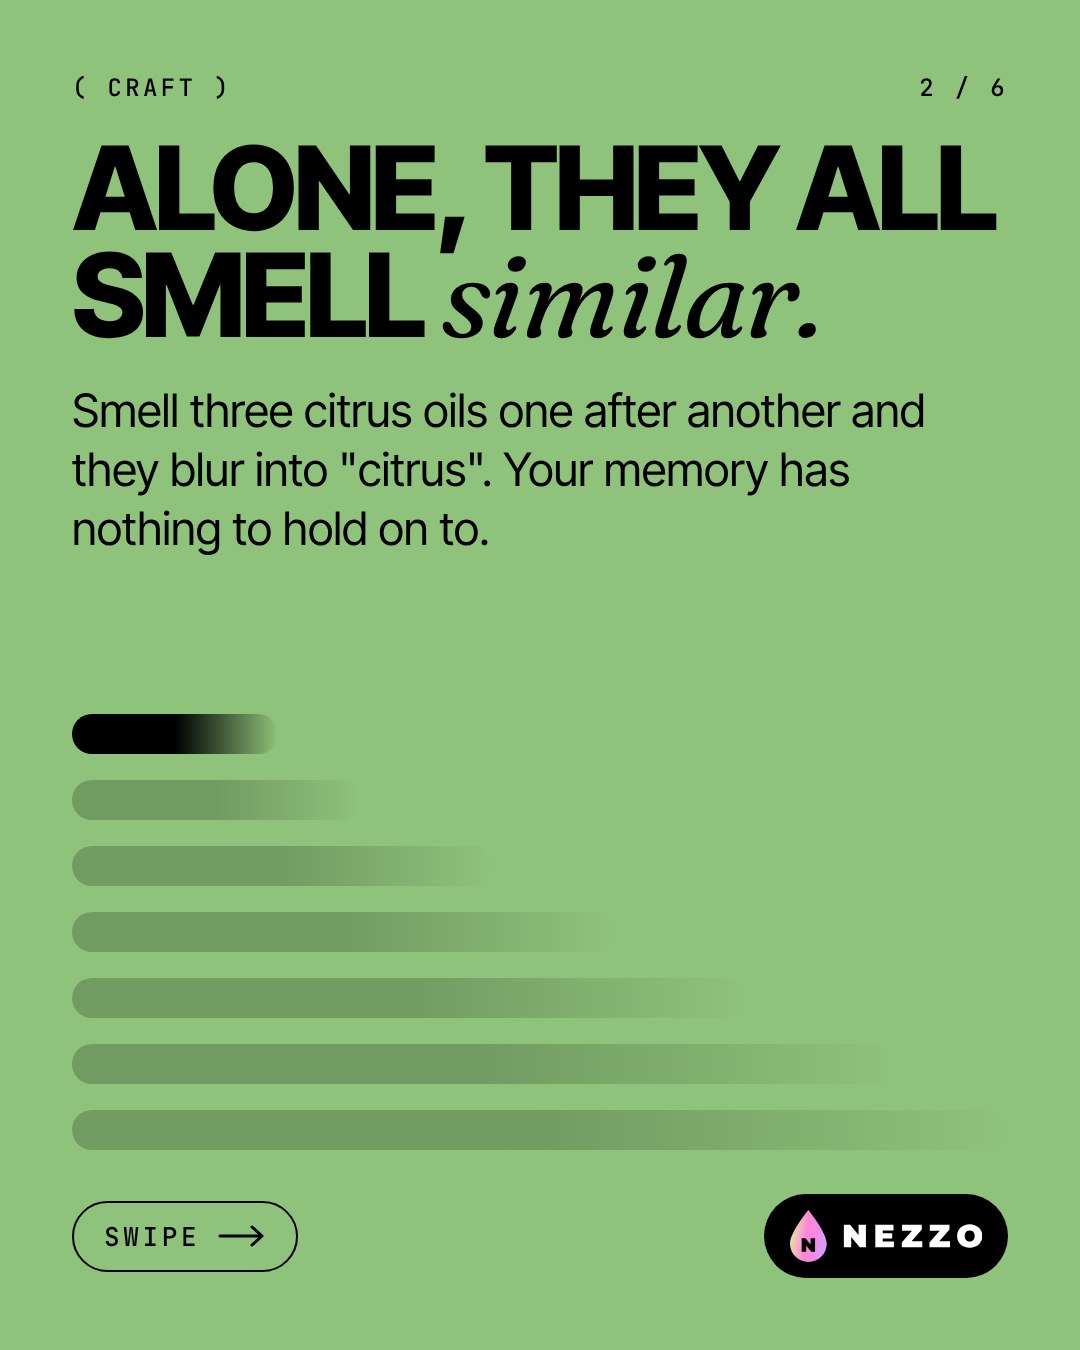 ( CRAFT )
2 / 6
ALONE, THEY ALL
SMELL similar.
Smell three citrus oils one after another and
they blur into "citrus". Your memory has
nothing to hold on to.
SWIPE →
N NEZZO